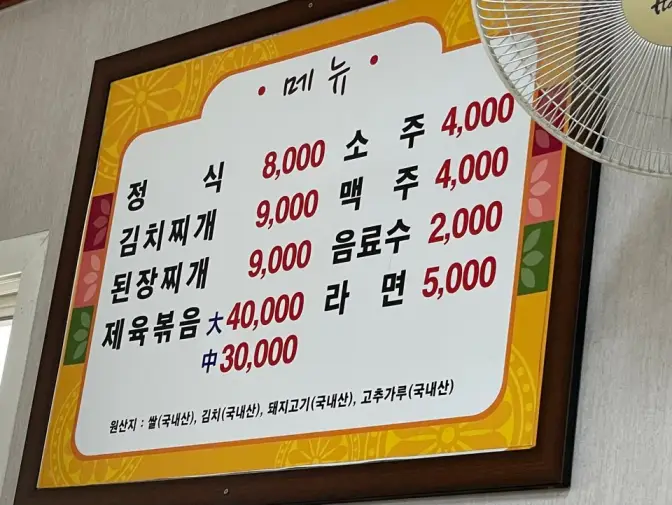 • 메뉴 •
정 식 8,000 소 주 4,000
김치찌개 9,000 맥 주 4,000
된장찌개 9,000 음료수 2,000
제육볶음 大 40,000 라 면 5,000
中 30,000
원산지 : 쌀(국내산), 김치(국내산), 돼지고기(국내산), 고추가루(국내산)